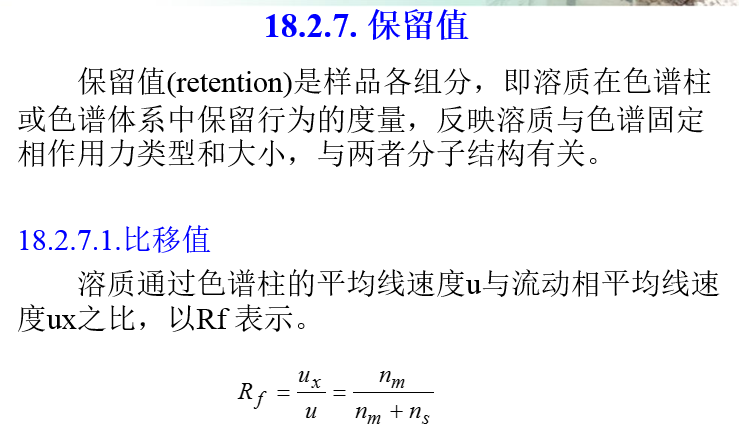 18.2.7. 保留值
保留值(retention)是样品各组分，即溶质在色谱柱
或色谱体系中保留行为的度量，反映溶质与色谱固定
相作用力类型和大小，与两者分子结构有关。
18.2.7.1.比移值
溶质通过色谱柱的平均线速度u与流动相平均线速
度ux之比，以Rf 表示。
R_f = u_x / u = n_m / (n_m + n_s)